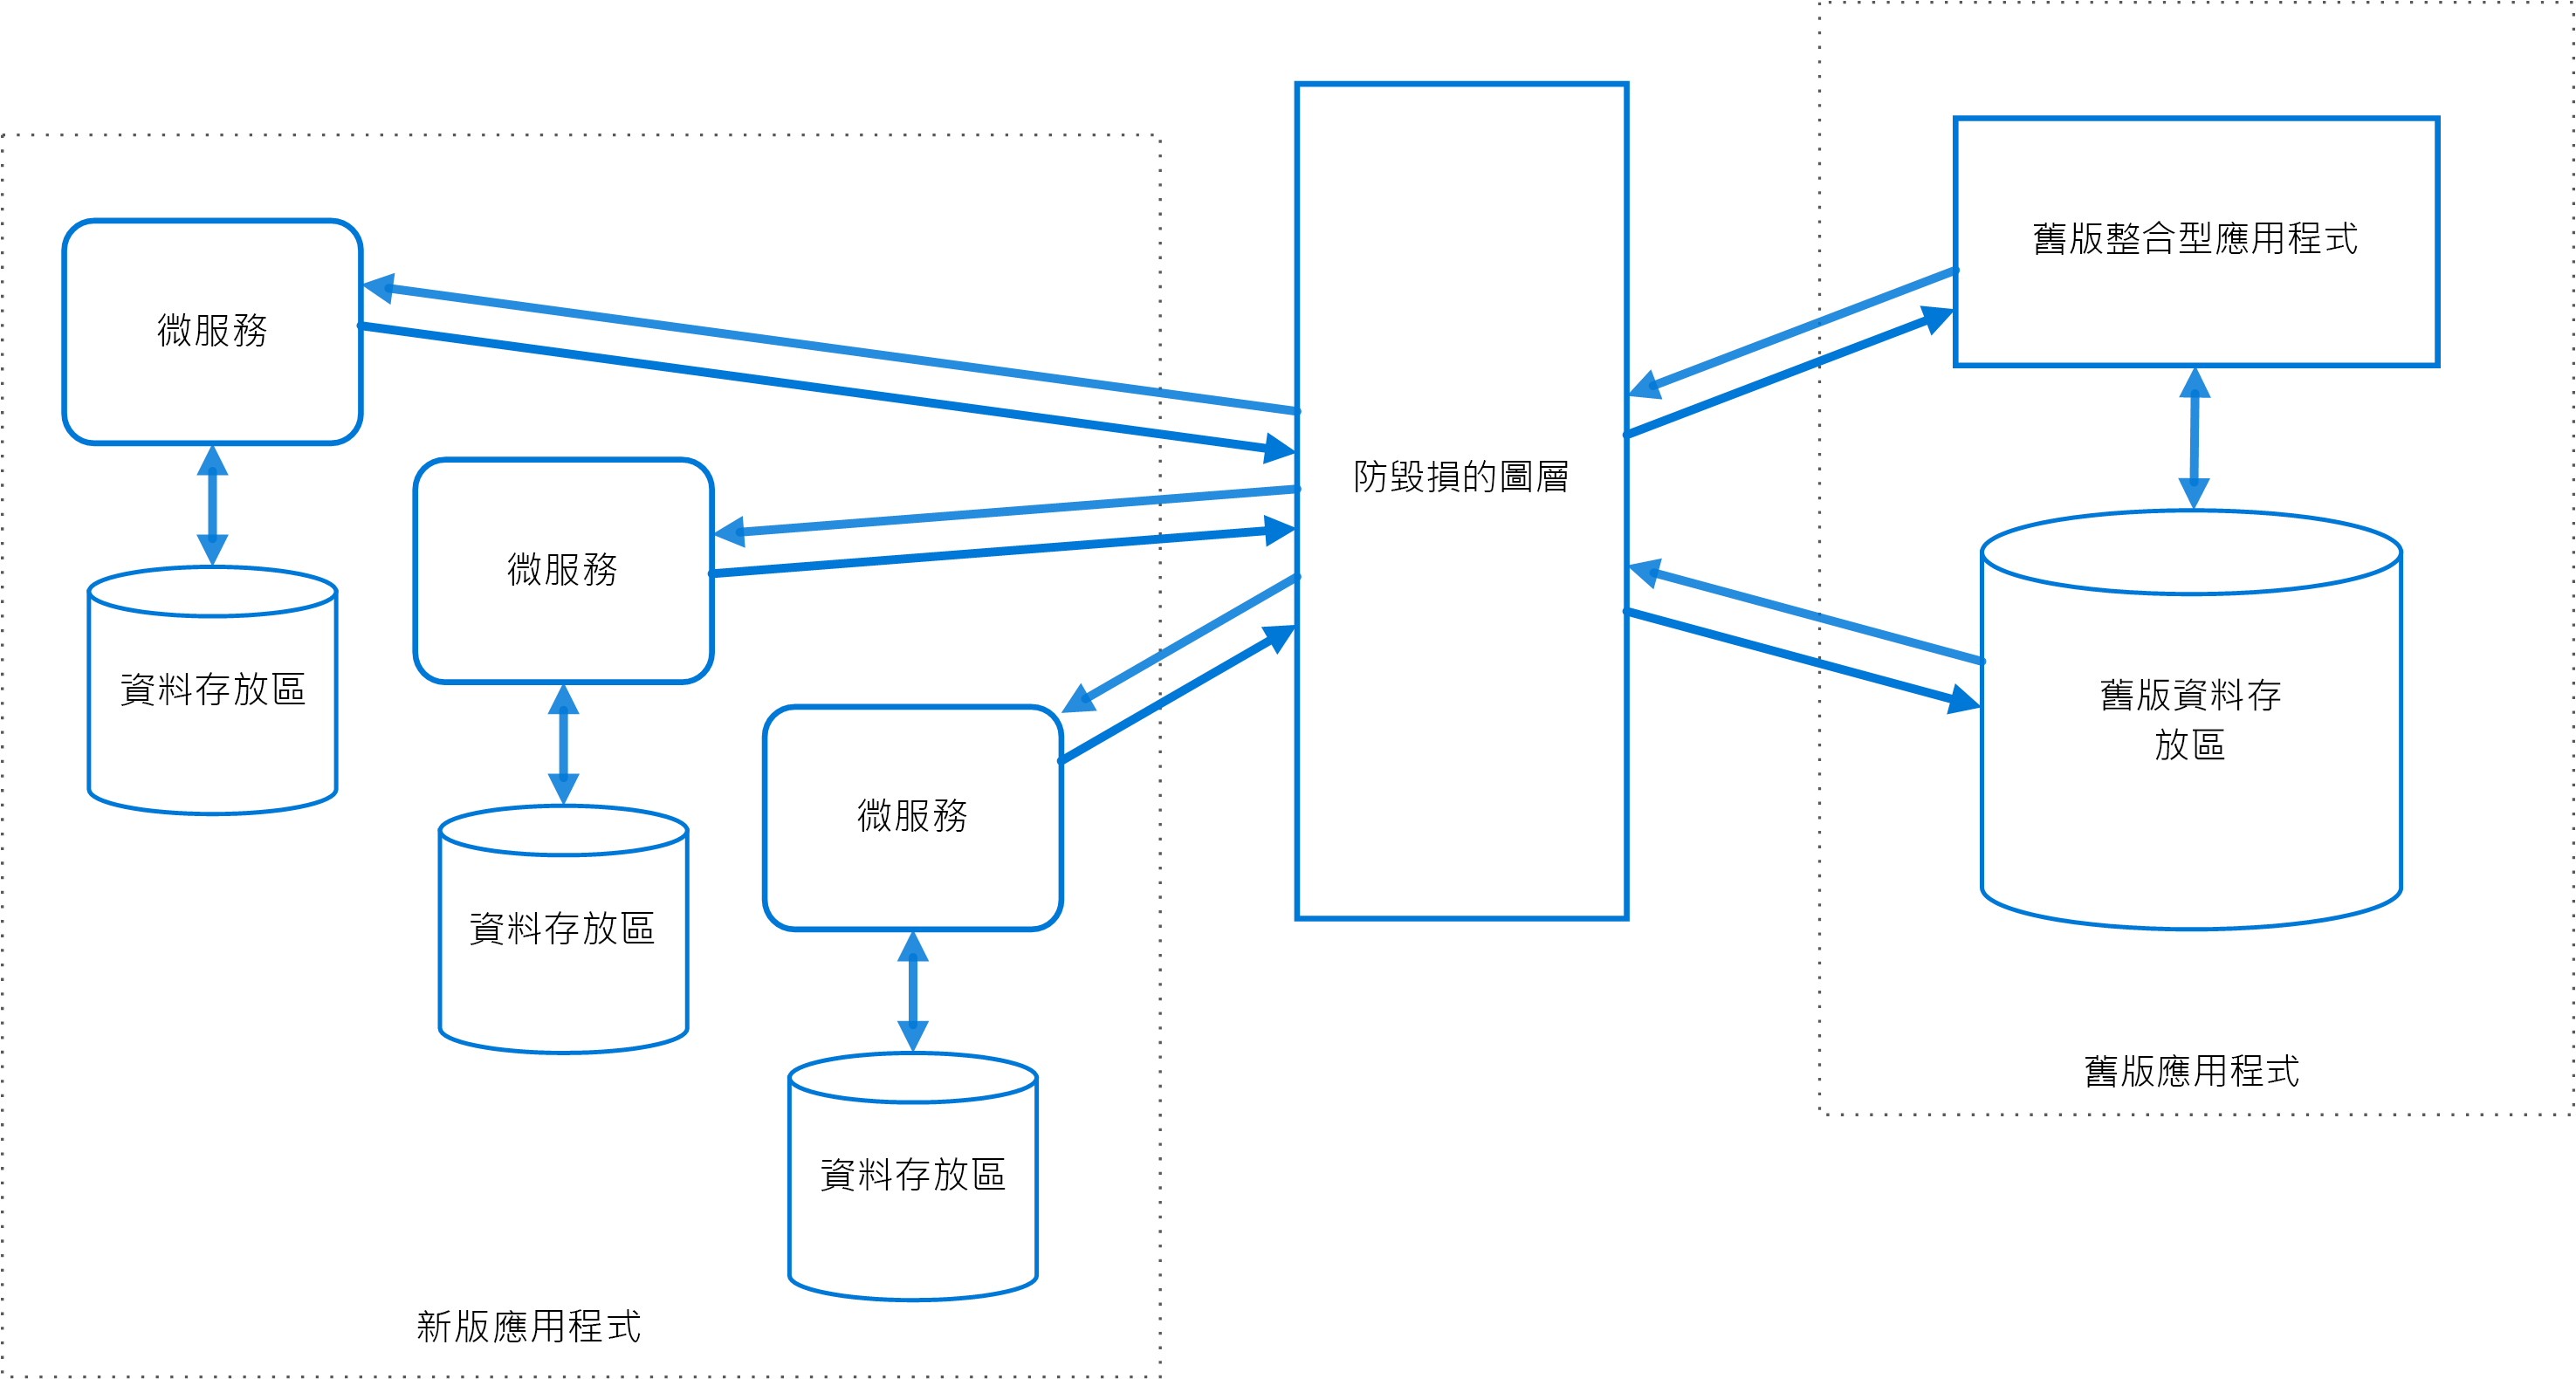 微服務
資料存放區
微服務
資料存放區
微服務
資料存放區
新版應用程式
防毀損的圖層
舊版整合型應用程式
舊版資料存
放區
舊版應用程式